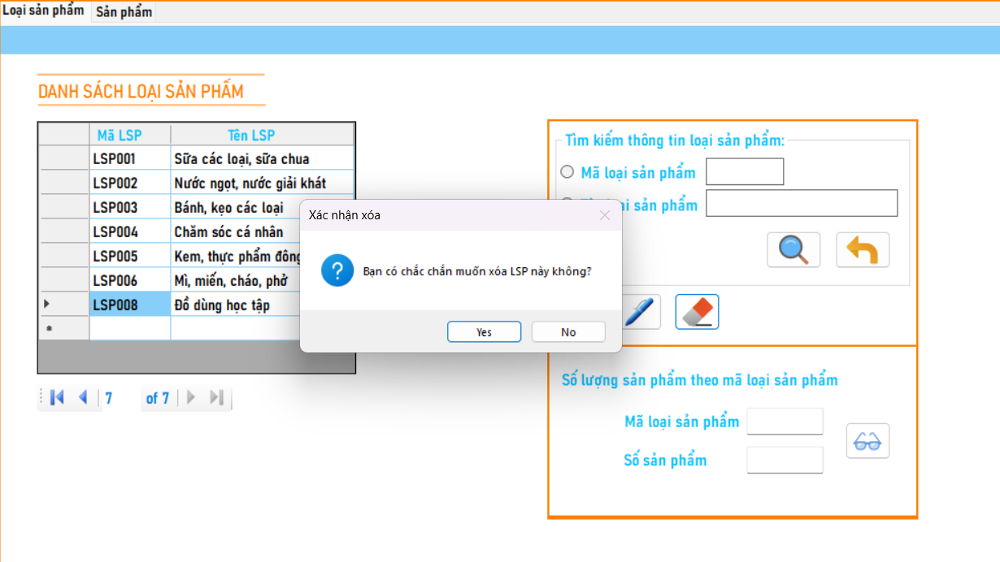 Loại sản phẩm Sản phẩm
DANH SÁCH LOẠI SẢN PHẨM
Mã LSP Tên LSP
LSP001 Sữa các loại, sữa chua
LSP002 Nước ngọt, nước giải khát
LSP003 Bánh, kẹo các loại
LSP004 Chăm sóc cá nhân
LSP005 Kem, thực phẩm đông
LSP006 Mì, miến, cháo, phở
LSP008 Đồ dùng học tập
*
7 of 7
Tìm kiếm thông tin loại sản phẩm:
Mã loại sản phẩm
sản phẩm
Xác nhận xóa
?
Bạn có chắc chắn muốn xóa LSP này không?
Yes No
Số lượng sản phẩm theo mã loại sản phẩm
Mã loại sản phẩm
Số sản phẩm